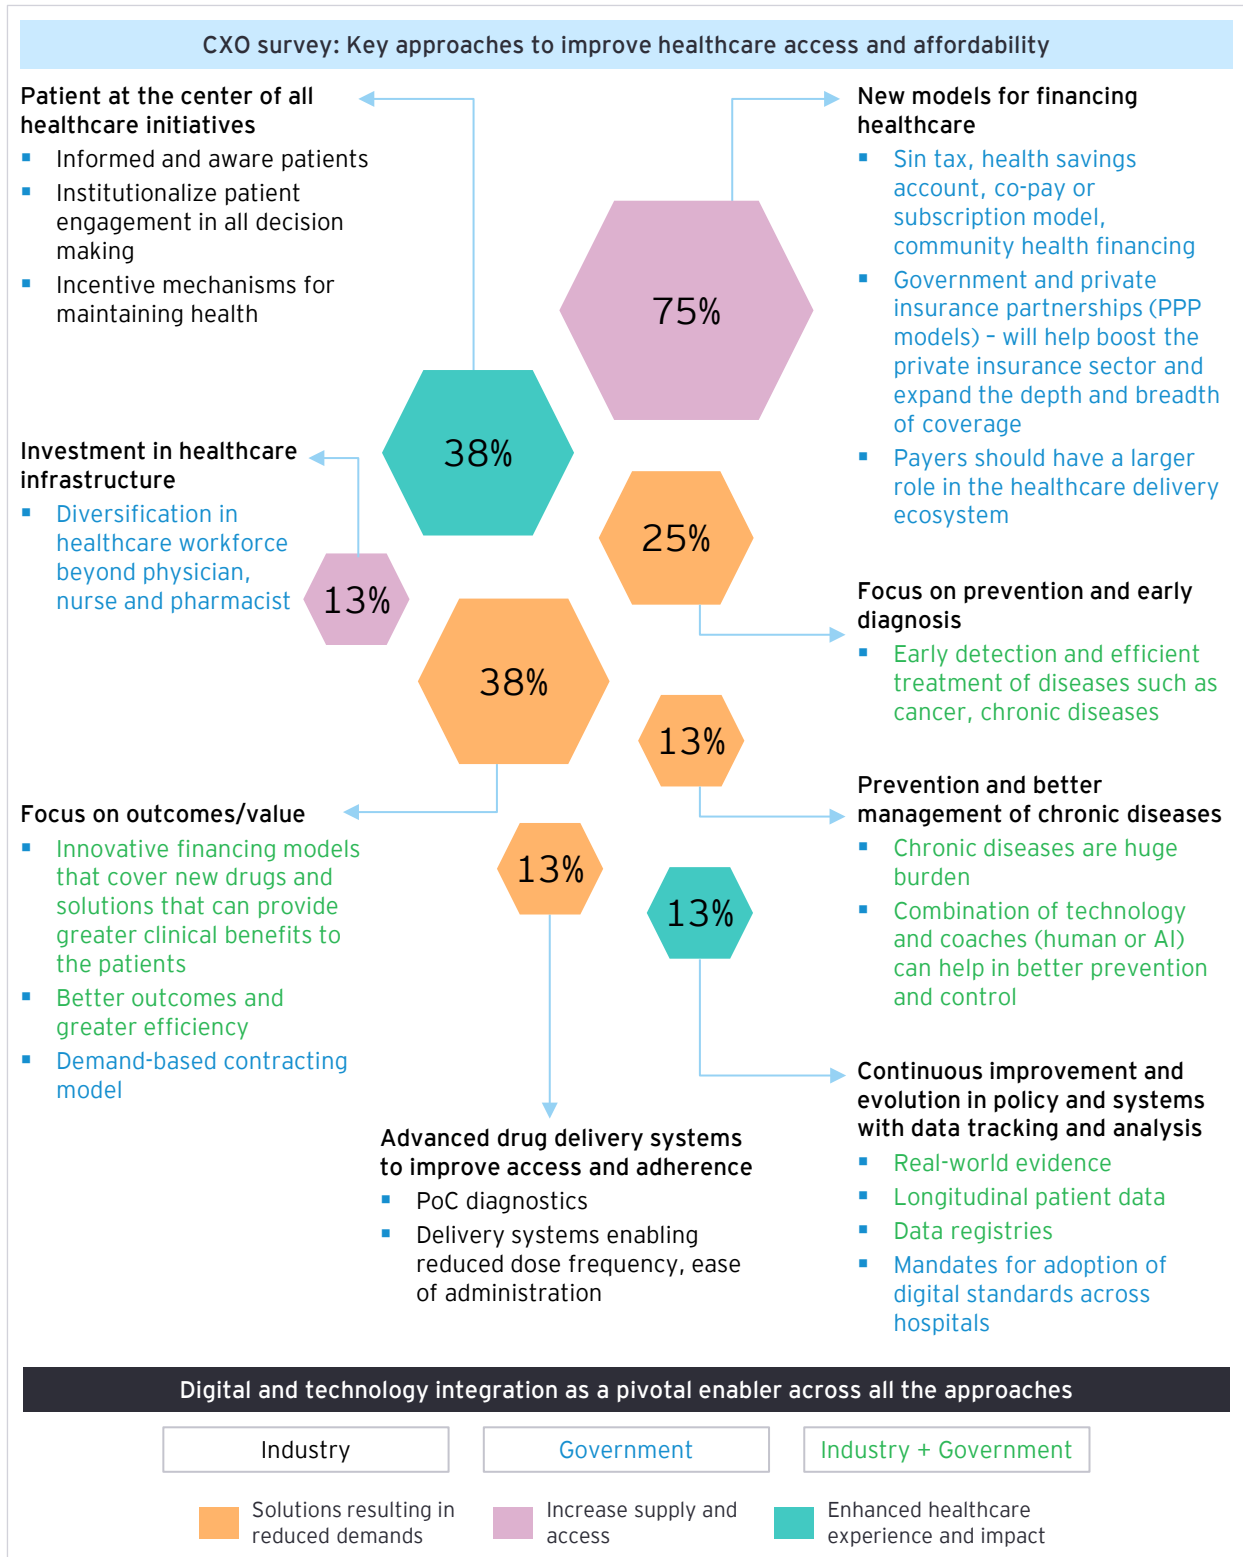 CXO survey: Key approaches to improve healthcare access and affordability
Patient at the center of all
healthcare initiatives
▪ Informed and aware patients
▪ Institutionalize patient
engagement in all decision
making
▪ Incentive mechanisms for
maintaining health
New models for financing
healthcare
▪ Sin tax, health savings
account, co-pay or
subscription model,
community health financing
▪ Government and private
insurance partnerships (PPP
models) – will help boost the
private insurance sector and
expand the depth and breadth
of coverage
▪ Payers should have a larger
role in the healthcare delivery
ecosystem
75%
38%
Investment in healthcare
infrastructure
▪ Diversification in
healthcare workforce
beyond physician,
nurse and pharmacist
13%
25%
Focus on prevention and early
diagnosis
▪ Early detection and efficient
treatment of diseases such as
cancer, chronic diseases
38%
13%
Focus on outcomes/value
▪ Innovative financing models
that cover new drugs and
solutions that can provide
greater clinical benefits to
the patients
▪ Better outcomes and
greater efficiency
▪ Demand-based contracting
model
Prevention and better
management of chronic diseases
▪ Chronic diseases are huge
burden
▪ Combination of technology
and coaches (human or AI)
can help in better prevention
and control
13%
13%
Advanced drug delivery systems
to improve access and adherence
▪ PoC diagnostics
▪ Delivery systems enabling
reduced dose frequency, ease
of administration
Continuous improvement and
evolution in policy and systems
with data tracking and analysis
▪ Real-world evidence
▪ Longitudinal patient data
▪ Data registries
▪ Mandates for adoption of
digital standards across
hospitals
Digital and technology integration as a pivotal enabler across all the approaches
Industry
Government
Industry + Government
Solutions resulting in
reduced demands
Increase supply and
access
Enhanced healthcare
experience and impact